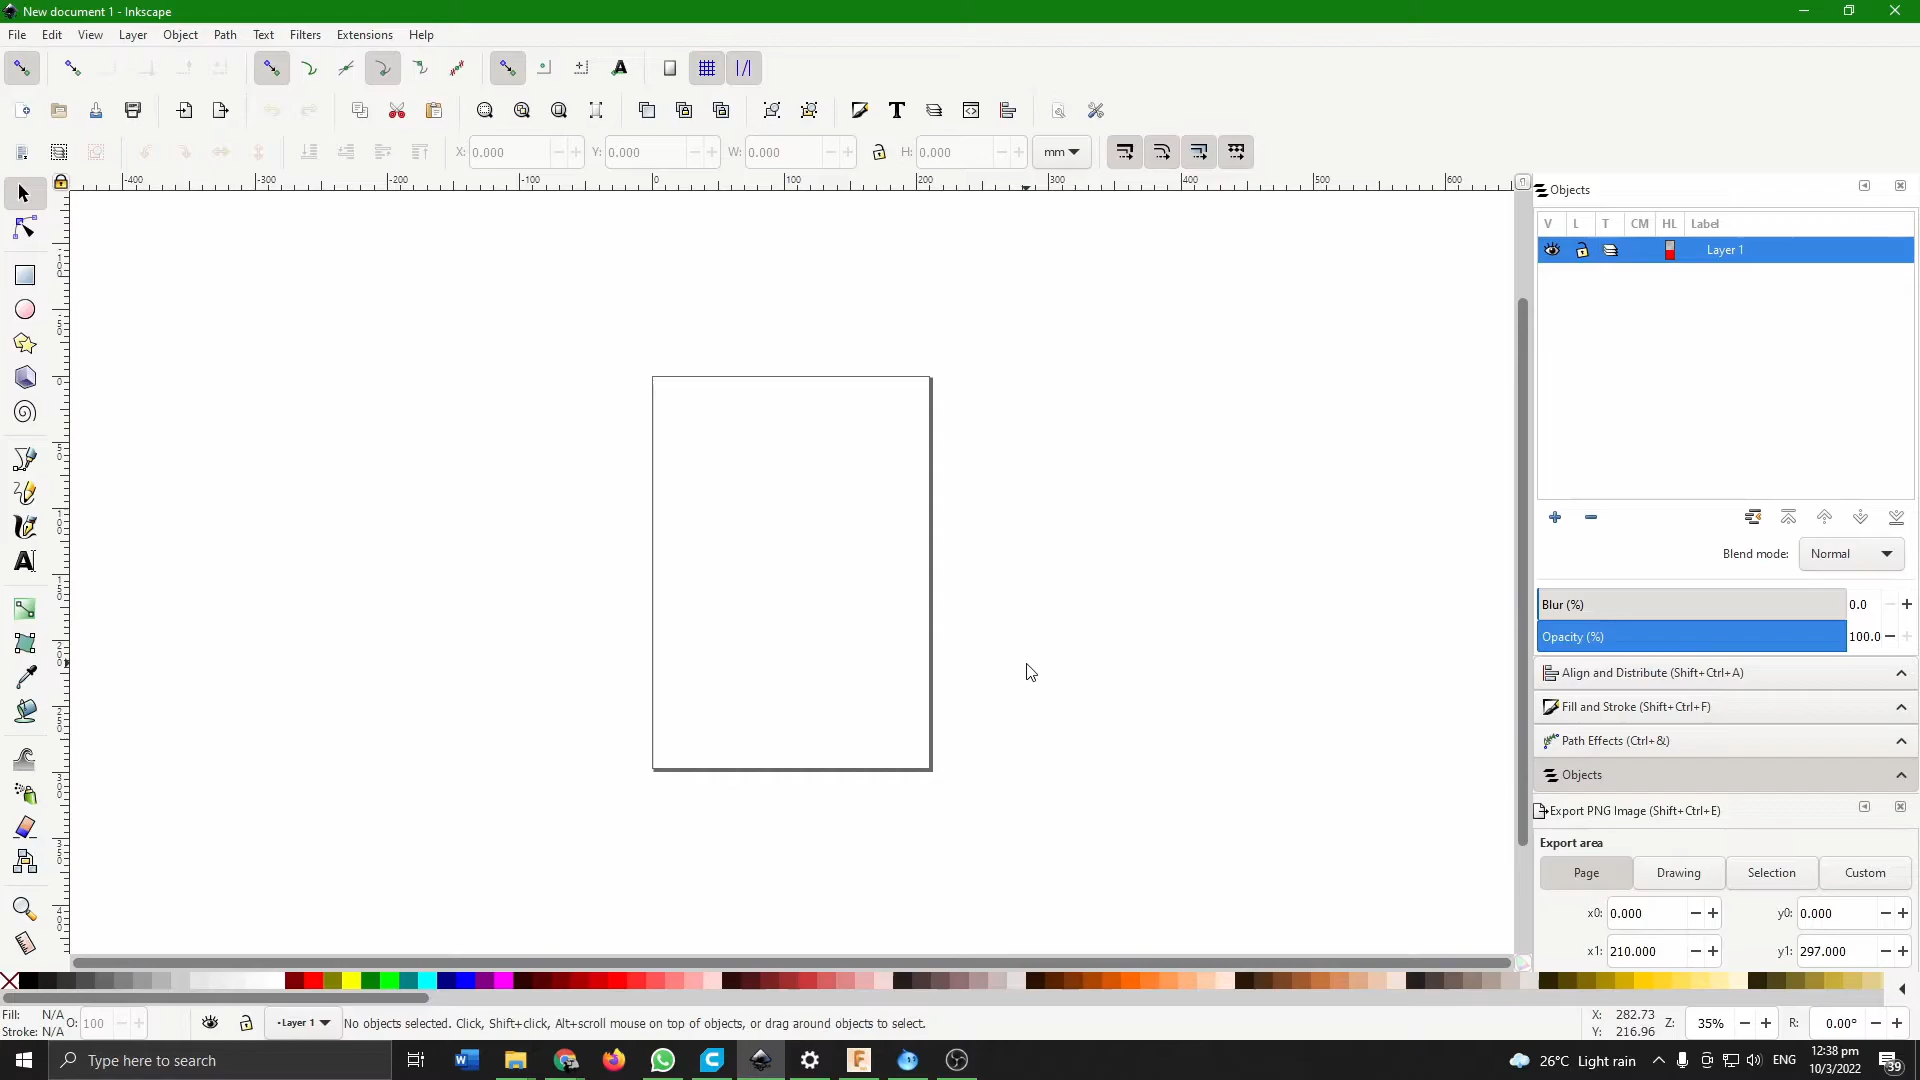 New document 1 - Inkscape
File Edit View Layer Object Path Text Filters Extensions Help
X: 0.000 Y: 0.000 W: 0.000 H: 0.000 mm
-400 -300 -200 -100 0 100 200 300 400 500 600
Objects
V L T CM HL Label
Layer 1
Blend mode: Normal
Blur (%) 0.0
Opacity (%) 100.0
Align and Distribute (Shift+Ctrl+A)
Fill and Stroke (Shift+Ctrl+F)
Path Effects (Ctrl+&)
Objects
Export PNG Image (Shift+Ctrl+E)
Export area
Page Drawing Selection Custom
x0: 0.000 y0: 0.000
x1: 210.000 y1: 297.000
Fill: N/A
Stroke: N/A
O: 100
•Layer 1
No objects selected. Click, Shift+click, Alt+scroll mouse on top of objects, or drag around objects to select.
X: 282.73
Y: 216.96
Z: 35%
R: 0.00°
Type here to search
26°C Light rain
ENG
12:38 pm
10/3/2022
39